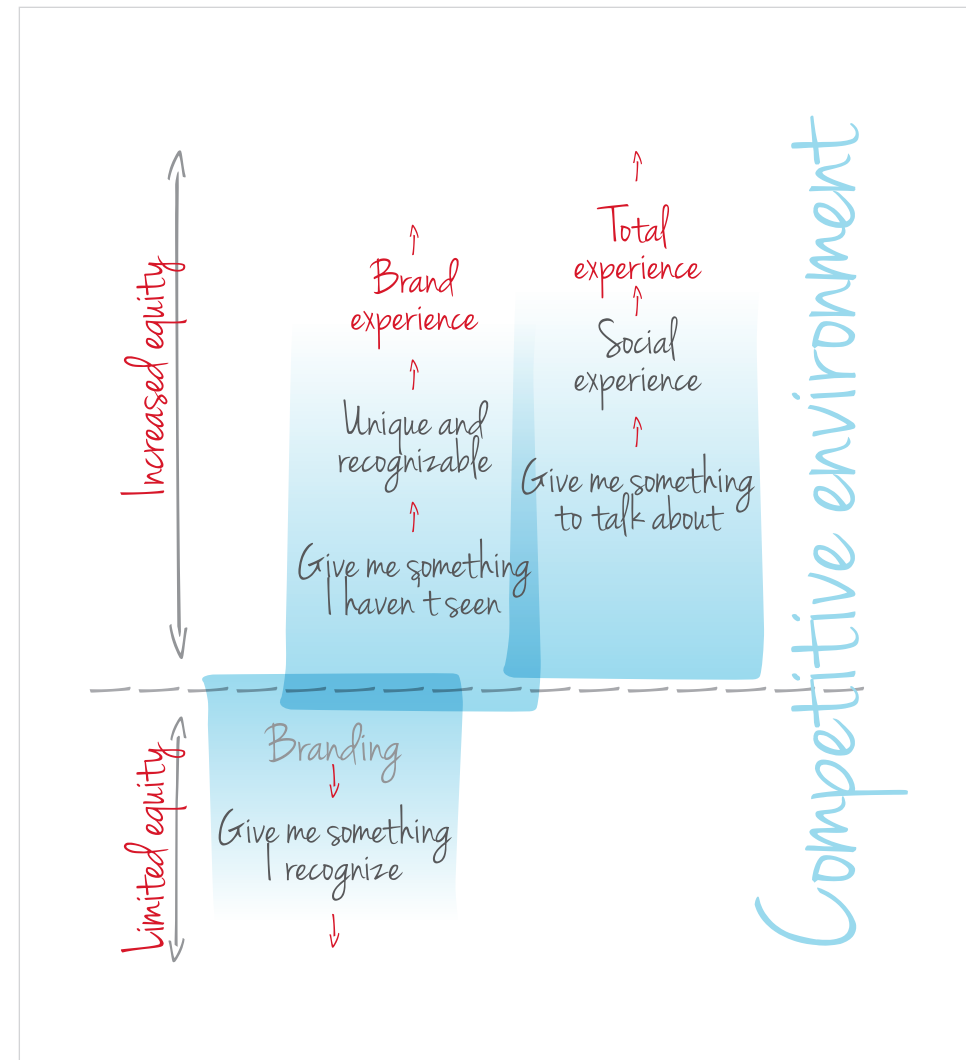 Increased equity
Limited equity
Brand
experience
Unique and
recognizable
Give me something
I haven't seen
Total
experience
Social
experience
Give me something
to talk about
Branding
Give me something
I recognize
Competitive environment